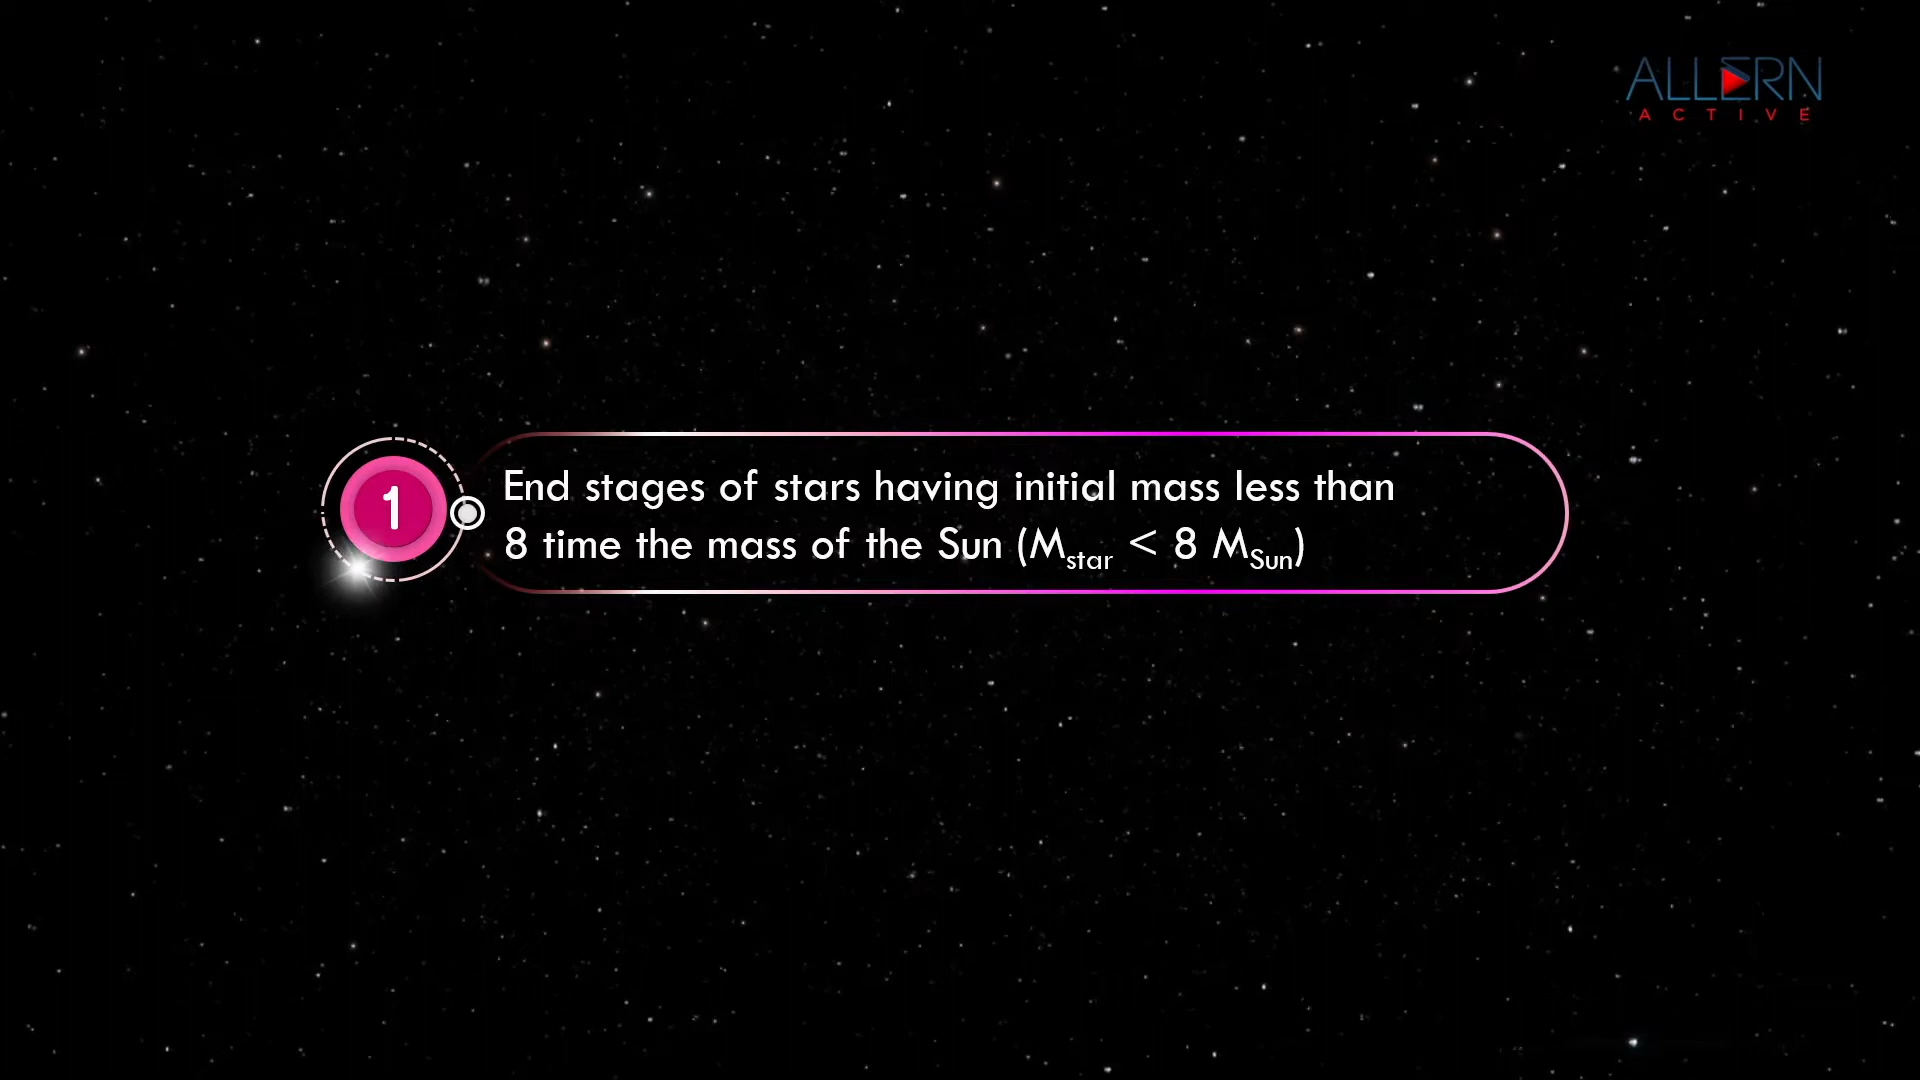 ALLERN
ACTIVE
1
End stages of stars having initial mass less than
8 time the mass of the Sun (Mstar < 8 MSun)